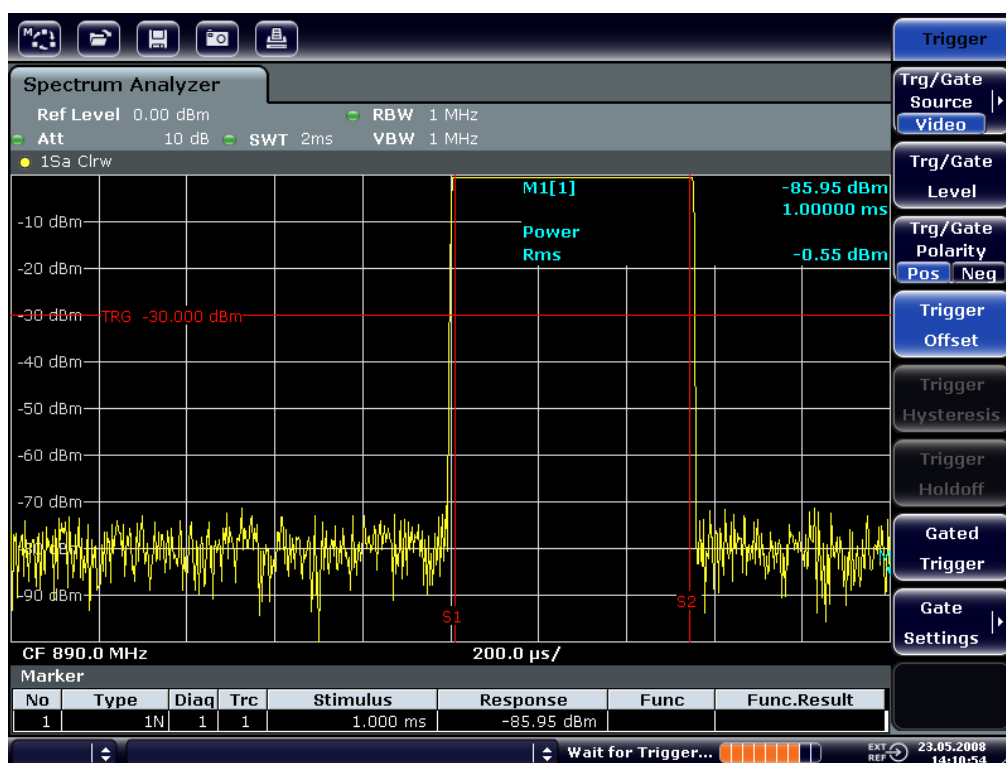 Trigger
Spectrum Analyzer
Ref Level 0.00 dBm RBW 1 MHz
Att 10 dB SWT 2ms VBW 1 MHz
1Sa Clrw
M1[1] -85.95 dBm
1.00000 ms
Power
Rms -0.55 dBm
-10 dBm
-20 dBm
-30 dBm TRG -30.000 dBm
-40 dBm
-50 dBm
-60 dBm
-70 dBm
-80 dBm
-90 dBm
S1
S2
CF 890.0 MHz 200.0 µs/
Marker
No Type Diaq Trc Stimulus Response Func Func.Result
1 1N 1 1 1.000 ms -85.95 dBm
Wait for Trigger...
EXT REF
23.05.2008
14:10:54
Trg/Gate
Source
Video
Trg/Gate
Level
Trg/Gate
Polarity
Pos Neg
Trigger
Offset
Trigger
Hysteresis
Trigger
Holdoff
Gated
Trigger
Gate
Settings